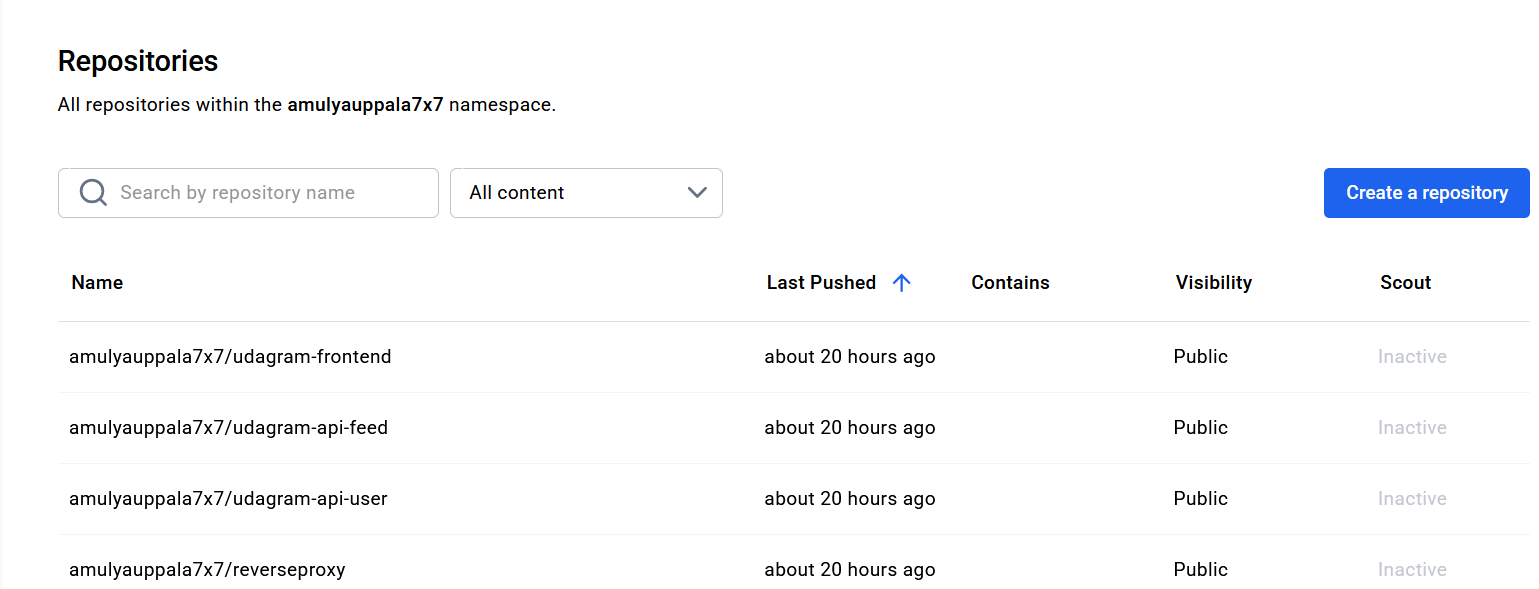 Repositories
All repositories within the amulyauppala7x7 namespace.
Search by repository name
All content
Create a repository
Name Last Pushed Contains Visibility Scout
amulyauppala7x7/udagram-frontend about 20 hours ago Public Inactive
amulyauppala7x7/udagram-api-feed about 20 hours ago Public Inactive
amulyauppala7x7/udagram-api-user about 20 hours ago Public Inactive
amulyauppala7x7/reverseproxy about 20 hours ago Public Inactive